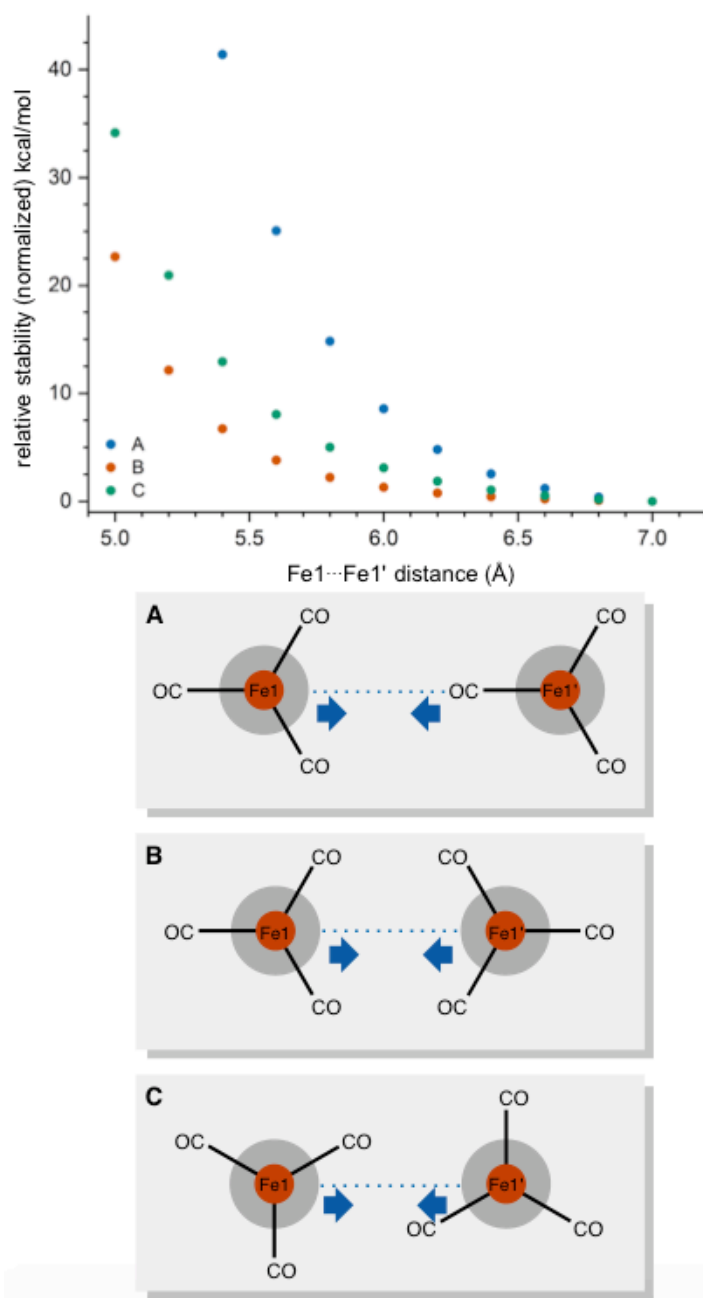 relative stability (normalized) kcal/mol
40
30
20
10
0
A
B
C
5.0 5.5 6.0 6.5 7.0
Fe1···Fe1' distance (Å)
A
CO CO
OC Fe1 OC Fe1'
CO CO
B
CO CO
OC Fe1 Fe1' CO
CO OC
C
CO
OC CO
Fe1 Fe1'
OC CO
CO